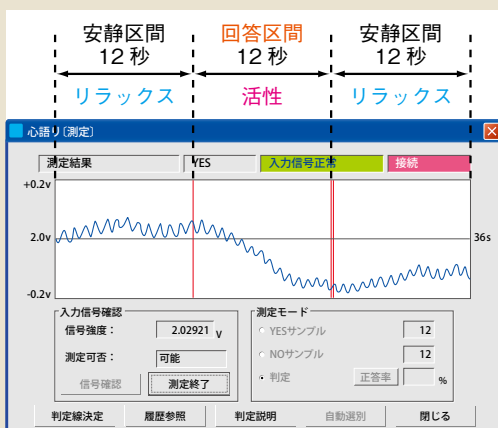 安静区間 回答区間 安静区間
12 秒 12 秒 12 秒
リラックス 活性 リラックス
心語り〔測定〕
測定結果 YES 入力信号正常 接続
+0.2v
2.0v 36s
-0.2v
入力信号確認 測定モード
信号強度： 2.02921 V YESサンプル 12
測定可否： 可能 NOサンプル 12
信号確認 測定終了 判定 正答率 %
判定線決定 履歴参照 判定説明 自動選別 閉じる